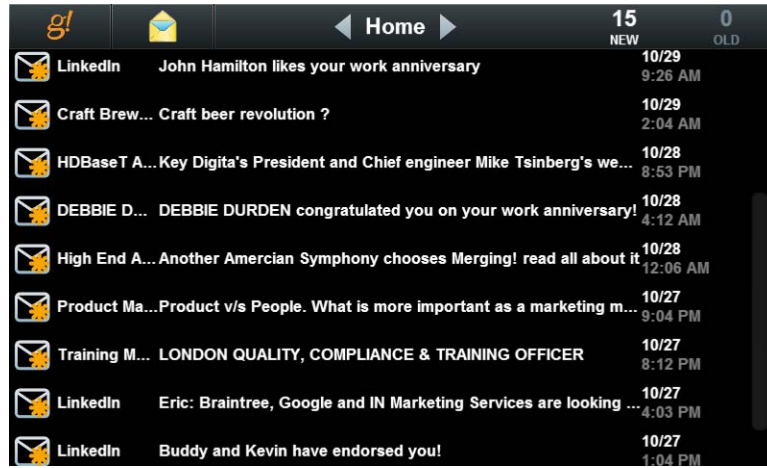 g!
Home
15
NEW
0
OLD
LinkedIn John Hamilton likes your work anniversary 10/29
9:26 AM
Craft Brew... Craft beer revolution ? 10/29
2:04 AM
HDBaseT A... Key Digita's President and Chief engineer Mike Tsinberg's we... 10/28
8:53 PM
DEBBIE D... DEBBIE DURDEN congratulated you on your work anniversary! 10/28
4:12 AM
High End A... Another Amercian Symphony chooses Merging! read all about it 10/28
12:06 AM
Product Ma... Product v/s People. What is more important as a marketing m... 10/27
9:04 PM
Training M... LONDON QUALITY, COMPLIANCE & TRAINING OFFICER 10/27
8:12 PM
LinkedIn Eric: Braintree, Google and IN Marketing Services are looking ... 10/27
4:03 PM
LinkedIn Buddy and Kevin have endorsed you! 10/27
1:04 PM